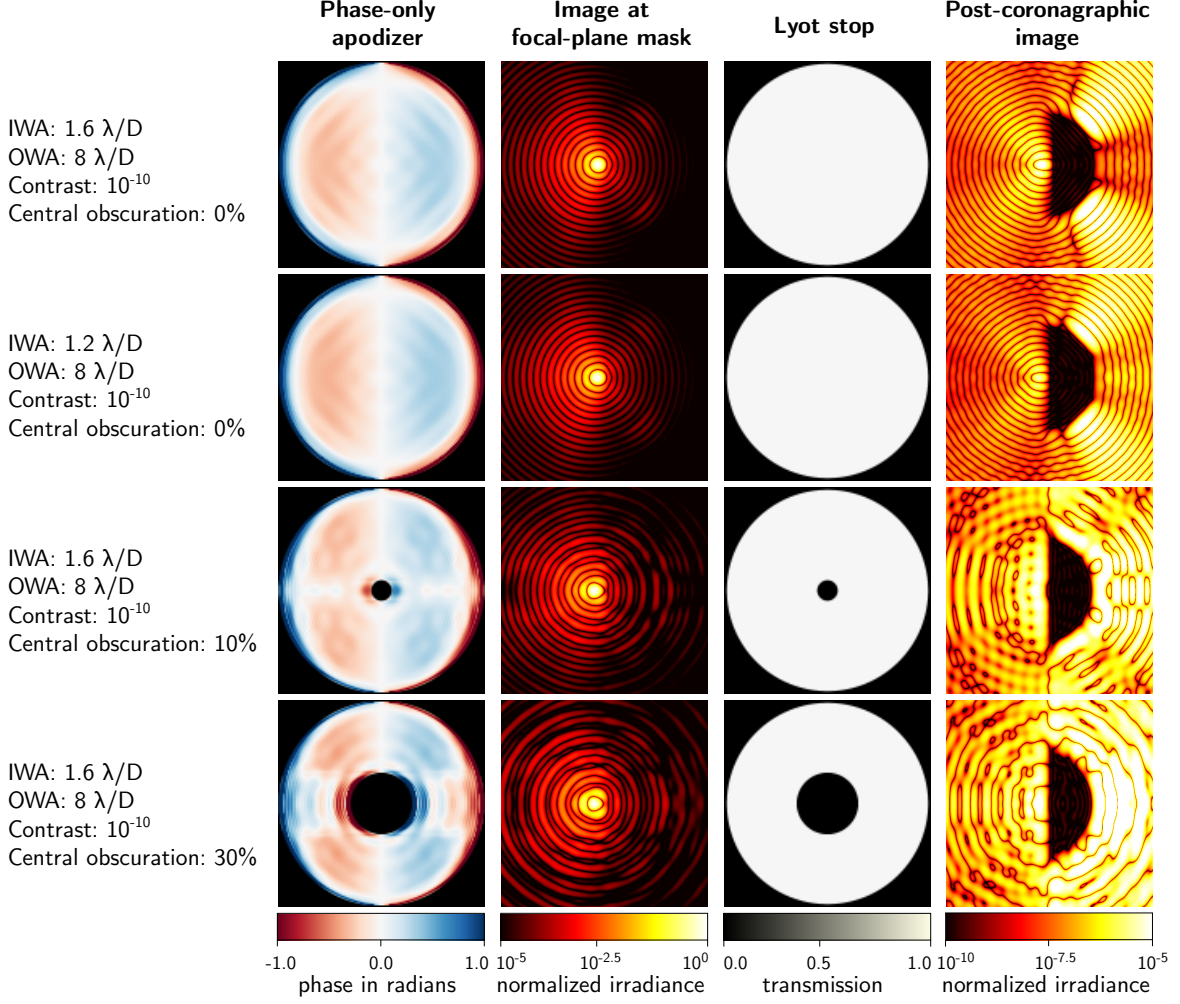 Phase-only
apodizer
Image at
focal-plane mask
Lyot stop
Post-coronagraphic
image
IWA: 1.6 λ/D
OWA: 8 λ/D
Contrast: 10⁻¹⁰
Central obscuration: 0%
IWA: 1.2 λ/D
OWA: 8 λ/D
Contrast: 10⁻¹⁰
Central obscuration: 0%
IWA: 1.6 λ/D
OWA: 8 λ/D
Contrast: 10⁻¹⁰
Central obscuration: 10%
IWA: 1.6 λ/D
OWA: 8 λ/D
Contrast: 10⁻¹⁰
Central obscuration: 30%
-1.0 0.0 1.0
phase in radians
10⁻⁵ 10⁻²·⁵ 10⁰
normalized irradiance
0.0 0.5 1.0
transmission
10⁻¹⁰ 10⁻⁷·⁵ 10⁻⁵
normalized irradiance